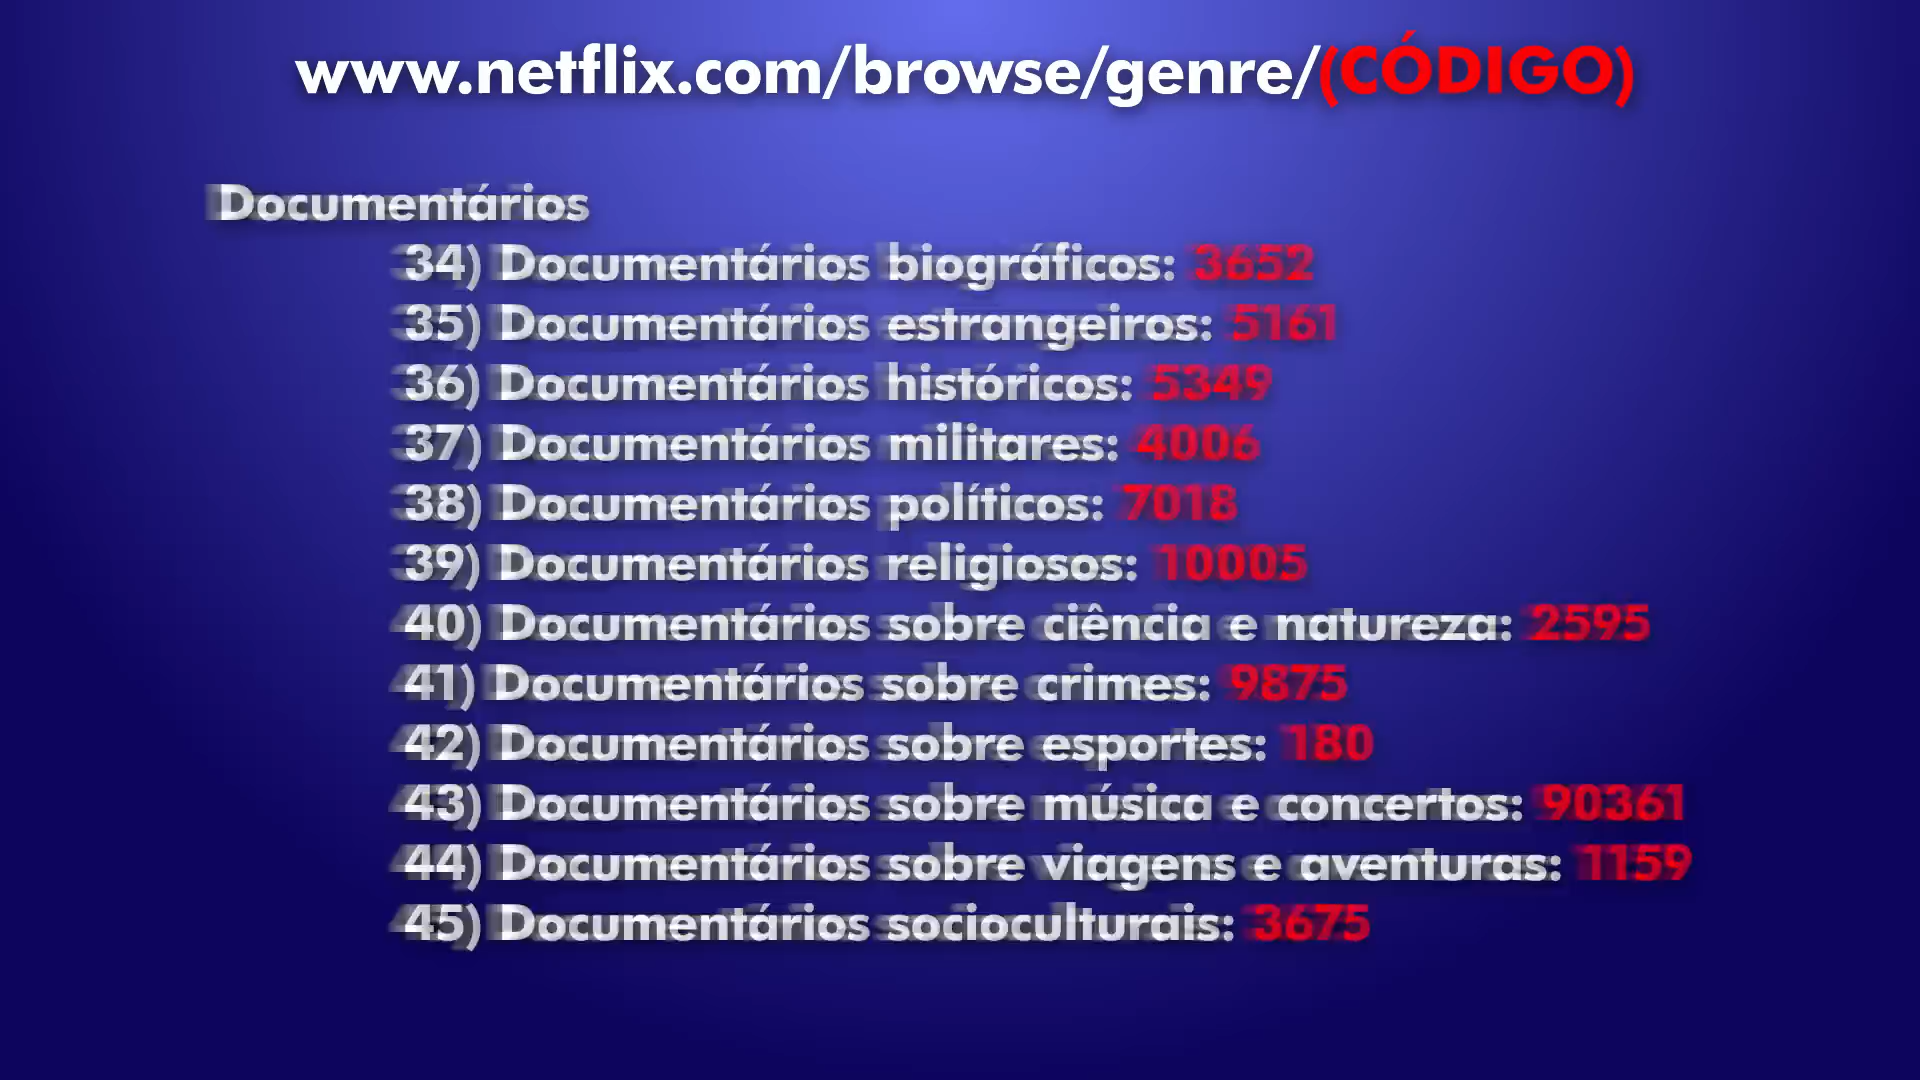 www.netflix.com/browse/genre/(CÓDIGO)
Documentários
34) Documentários biográficos: 3652
35) Documentários estrangeiros: 5161
36) Documentários históricos: 5349
37) Documentários militares: 4006
38) Documentários políticos: 7018
39) Documentários religiosos: 10005
40) Documentários sobre ciência e natureza: 2595
41) Documentários sobre crimes: 9875
42) Documentários sobre esportes: 180
43) Documentários sobre música e concertos: 90361
44) Documentários sobre viagens e aventuras: 1159
45) Documentários socioculturais: 3675